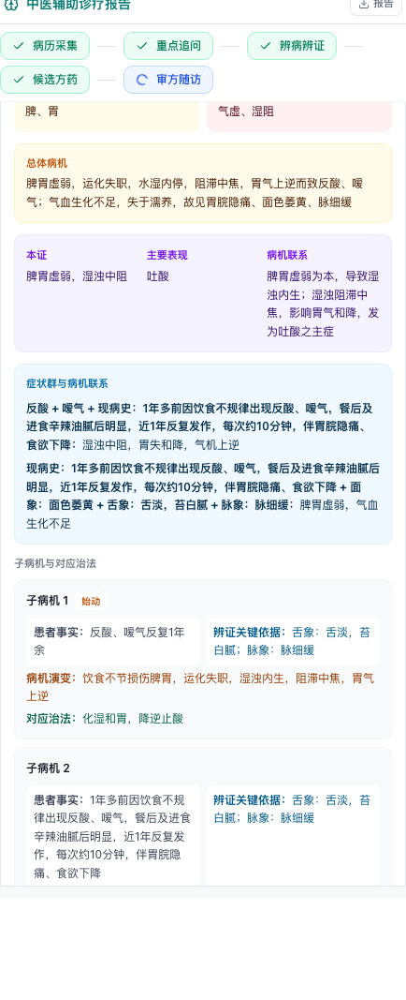 中医辅助诊疗报告
报告
病历采集
重点追问
辨病辨证
候选方药
审方随访
脾、胃
气虚、湿阻
总体病机
脾胃虚弱，运化失职，水湿内停，阻滞中焦，胃气上逆而致反酸、嗳
气；气血生化不足，失于濡养，故见胃脘隐痛、面色萎黄、脉细缓
本证
脾胃虚弱，湿浊中阻
主要表现
吐酸
病机联系
脾胃虚弱为本，导致湿
浊内生；湿浊阻滞中
焦，影响胃气和降，发
为吐酸之主症
症状群与病机联系
反酸 + 嗳气 + 现病史：1年多前因饮食不规律出现反酸、嗳气，餐后及
进食辛辣油腻后明显，近1年反复发作，每次约10分钟，伴胃脘隐痛、
食欲下降：湿浊中阻，胃失和降，气机上逆
现病史：1年多前因饮食不规律出现反酸、嗳气，餐后及进食辛辣油腻后
明显，近1年反复发作，每次约10分钟，伴胃脘隐痛、食欲下降 + 面
象：面色萎黄 + 舌象：舌淡，苔白腻 + 脉象：脉细缓：脾胃虚弱，气血
生化不足
子病机与对应治法
子病机 1 始动
患者事实：反酸、嗳气反复1年
余
辨证关键依据：舌象：舌淡，苔
白腻；脉象：脉细缓
病机演变：饮食不节损伤脾胃，运化失职，湿浊内生，阻滞中焦，胃气
上逆
对应治法：化湿和胃，降逆止酸
子病机 2
患者事实：1年多前因饮食不规
律出现反酸、嗳气，餐后及进食
辛辣油腻后明显，近1年反复发
作，每次约10分钟，伴胃脘隐
痛、食欲下降
辨证关键依据：舌象：舌淡，苔
白腻；脉象：脉细缓